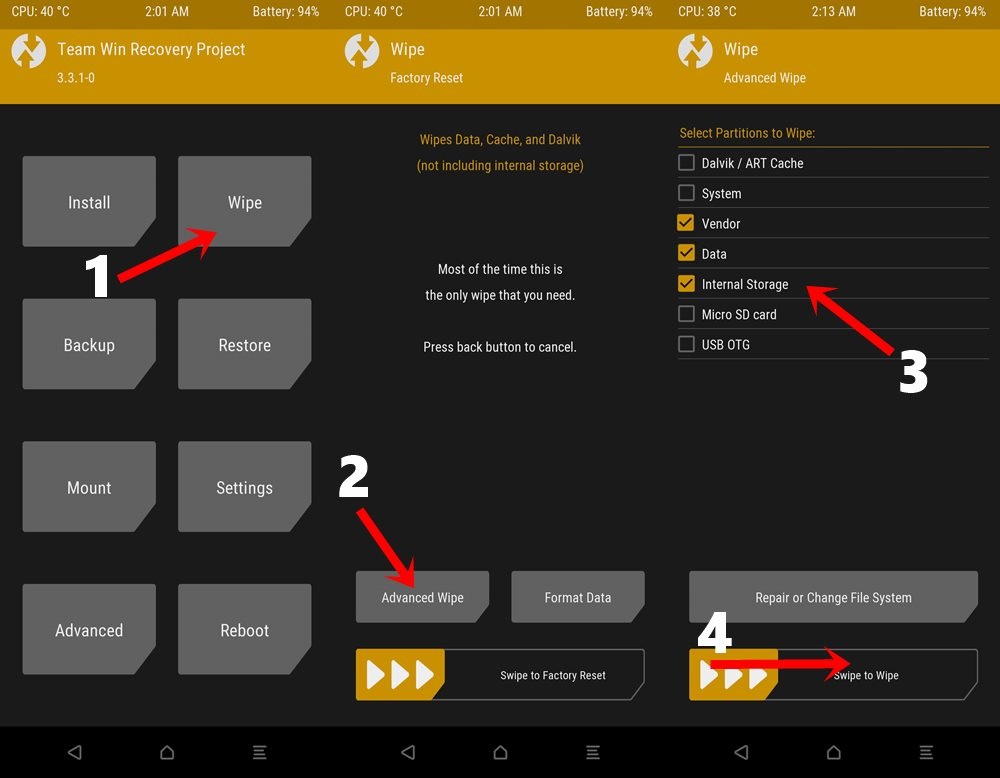 CPU: 40 °C 2:01 AM Battery: 94%
Team Win Recovery Project
3.3.1-0
Install Wipe
1
Backup Restore
Mount Settings
Advanced Reboot
CPU: 40 °C 2:01 AM Battery: 94%
Wipe
Factory Reset
Wipes Data, Cache, and Dalvik
(not including internal storage)
Most of the time this is
the only wipe that you need.
Press back button to cancel.
2
Advanced Wipe Format Data
Swipe to Factory Reset
CPU: 38 °C 2:13 AM Battery: 94%
Wipe
Advanced Wipe
Select Partitions to Wipe:
Dalvik / ART Cache
System
Vendor
Data
Internal Storage
Micro SD card
USB OTG
3
Repair or Change File System
4
Swipe to Wipe